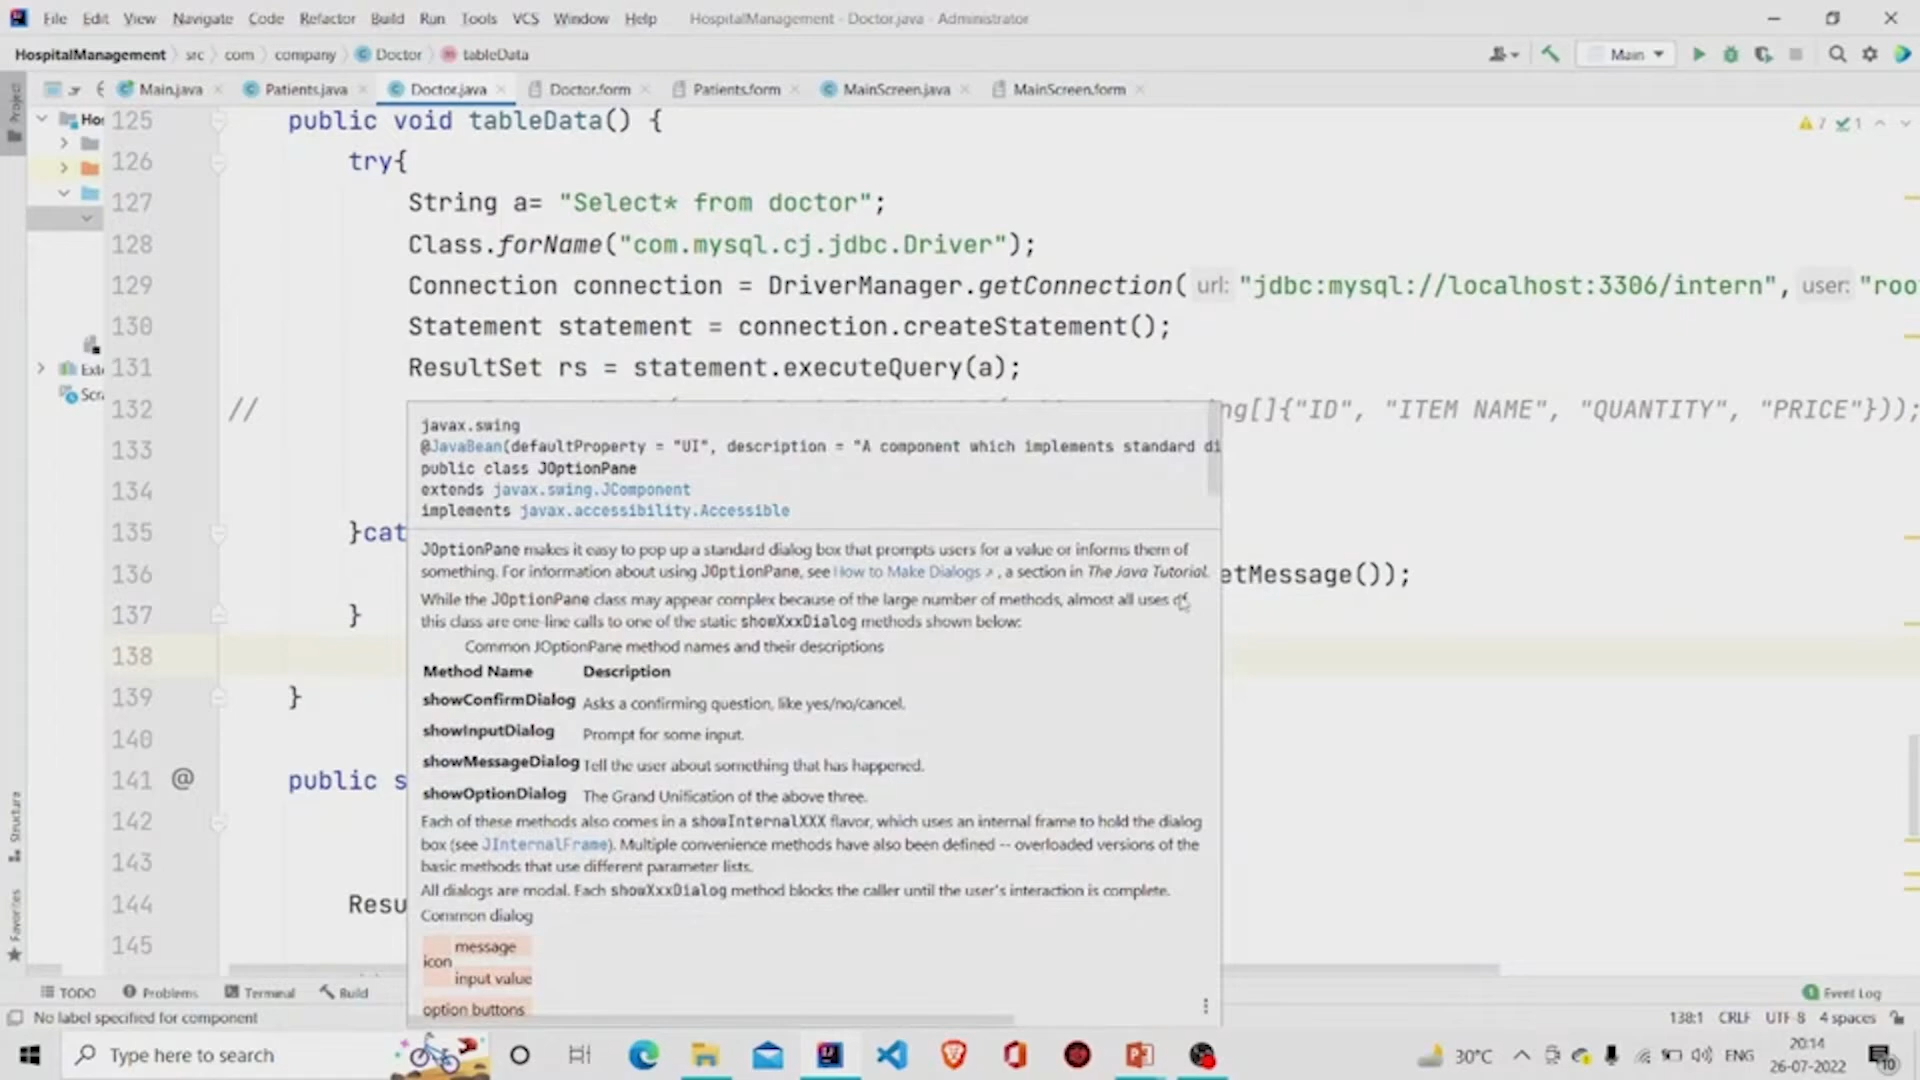 File Edit View Navigate Code Refactor Build Run Tools VCS Window Help HospitalManagement - Doctor.java - Administrator
HospitalManagement src com company Doctor tableData
Main
Main.java Patients.java Doctor.java Doctor.form Patients.form MainScreen.java MainScreen.form
Project
Hos
Exte
Scra
Structure
Favorites
125 public void tableData() {
126 try{
127 String a= "Select* from doctor";
128 Class.forName("com.mysql.cj.jdbc.Driver");
129 Connection connection = DriverManager.getConnection( url: "jdbc:mysql://localhost:3306/intern", user: "roo
130 Statement statement = connection.createStatement();
131 ResultSet rs = statement.executeQuery(a);
132 // ng[]{"ID", "ITEM NAME", "QUANTITY", "PRICE"}));
133
134
135 }cat
136 etMessage());
137 }
138
139 }
140
141 @ public s
142
143
144 Resu
145
7 1
javax.swing
@JavaBean(defaultProperty = "UI", description = "A component which implements standard di
public class JOptionPane
extends javax.swing.JComponent
implements javax.accessibility.Accessible
JOptionPane makes it easy to pop up a standard dialog box that prompts users for a value or informs them of
something. For information about using JOptionPane, see How to Make Dialogs , a section in The Java Tutorial.
While the JOptionPane class may appear complex because of the large number of methods, almost all uses of
this class are one-line calls to one of the static showXxxDialog methods shown below:
Common JOptionPane method names and their descriptions
Method Name Description
showConfirmDialog Asks a confirming question, like yes/no/cancel.
showInputDialog Prompt for some input.
showMessageDialog Tell the user about something that has happened.
showOptionDialog The Grand Unification of the above three.
Each of these methods also comes in a showInternalXXX flavor, which uses an internal frame to hold the dialog
box (see JInternalFrame). Multiple convenience methods have also been defined -- overloaded versions of the
basic methods that use different parameter lists.
All dialogs are modal. Each showXxxDialog method blocks the caller until the user's interaction is complete.
Common dialog
message
icon
input value
option buttons
TODO Problems Terminal Build Event Log
No label specified for component 138:1 CRLF UTF-8 4 spaces
Type here to search 30°C ENG 20:14
26-07-2022
10